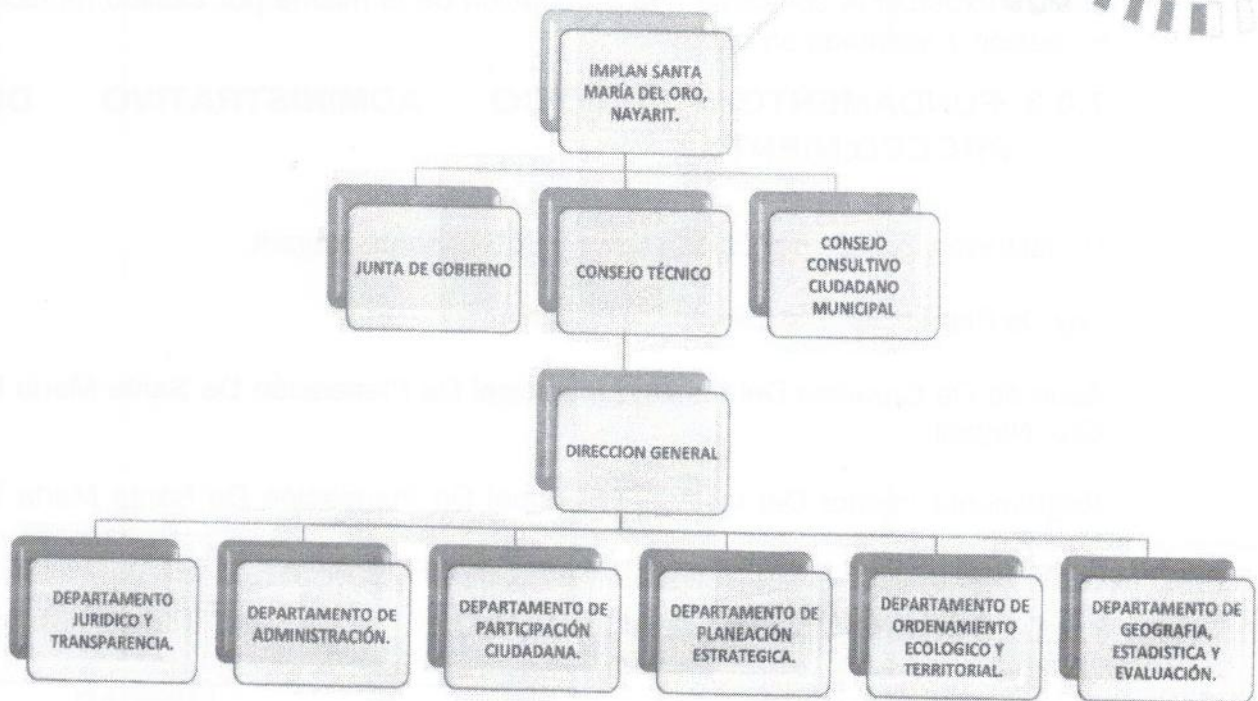 IMPLAN SANTA
MARÍA DEL ORO,
NAYARIT.
JUNTA DE GOBIERNO
CONSEJO TÉCNICO
CONSEJO
CONSULTIVO
CIUDADANO
MUNICIPAL
DIRECCION GENERAL
DEPARTAMENTO
JURIDICO Y
TRANSPARENCIA.
DEPARTAMENTO DE
ADMINISTRACIÓN.
DEPARTAMENTO DE
PARTICIPACIÓN
CIUDADANA.
DEPARTAMENTO DE
PLANEACIÓN
ESTRATEGICA.
DEPARTAMENTO DE
ORDENAMIENTO
ECOLOGICO Y
TERRITORIAL.
DEPARTAMENTO DE
GEOGRAFIA,
ESTADISTICA Y
EVALUACIÓN.